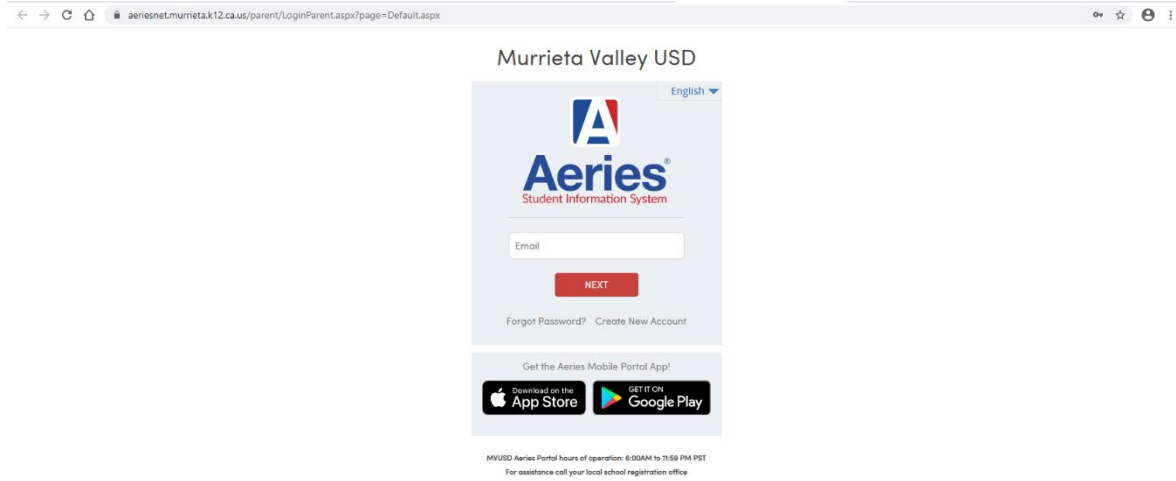 aeriesnet.murrieta.k12.ca.us/parent/LoginParent.aspx?page=Default.aspx
Murrieta Valley USD
English
A
Aeries®
Student Information System
Email
NEXT
Forgot Password? Create New Account
Get the Aeries Mobile Portal App!
Download on the GET IT ON
App Store Google Play
MVUSD Aeries Portal hours of operation: 6:00AM to 11:59 PM PST
For assistance call your local school registration office